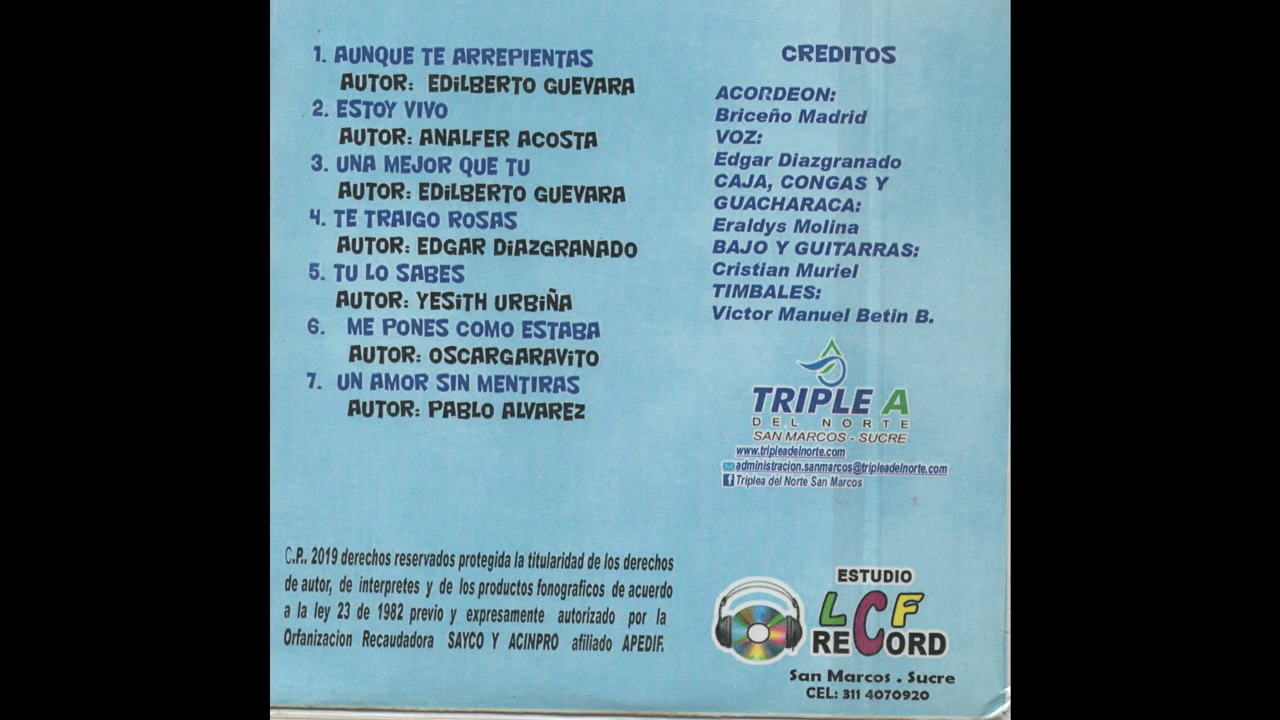 1. AUNQUE TE ARREPIENTAS
AUTOR: EDILBERTO GUEVARA
2. ESTOY VIVO
AUTOR: ANALFER ACOSTA
3. UNA MEJOR QUE TU
AUTOR: EDILBERTO GUEVARA
4. TE TRAIGO ROSAS
AUTOR: EDGAR DIAZGRANADO
5. TU LO SABES
AUTOR: YESITH URBIÑA
6. ME PONES COMO ESTABA
AUTOR: OSCARGARAVITO
7. UN AMOR SIN MENTIRAS
AUTOR: PABLO ALVAREZ
CREDITOS
ACORDEON:
Briceño Madrid
VOZ:
Edgar Diazgranado
CAJA, CONGAS Y
GUACHARACA:
Eraldys Molina
BAJO Y GUITARRAS:
Cristian Muriel
TIMBALES:
Victor Manuel Betin B.
TRIPLE A
DEL NORTE
SAN MARCOS - SUCRE
www.tripleadelnorte.com
administracion.sanmarcos@tripleadelnorte.com
f Triplea del Norte San Marcos
C.P.. 2019 derechos reservados protegida la titularidad de los derechos
de autor, de interpretes y de los productos fonograficos de acuerdo
a la ley 23 de 1982 previo y expresamente autorizado por la
Orfanizacion Recaudadora SAYCO Y ACINPRO afiliado APEDIF.
ESTUDIO
LCF
RECORD
San Marcos . Sucre
CEL: 311 4070920